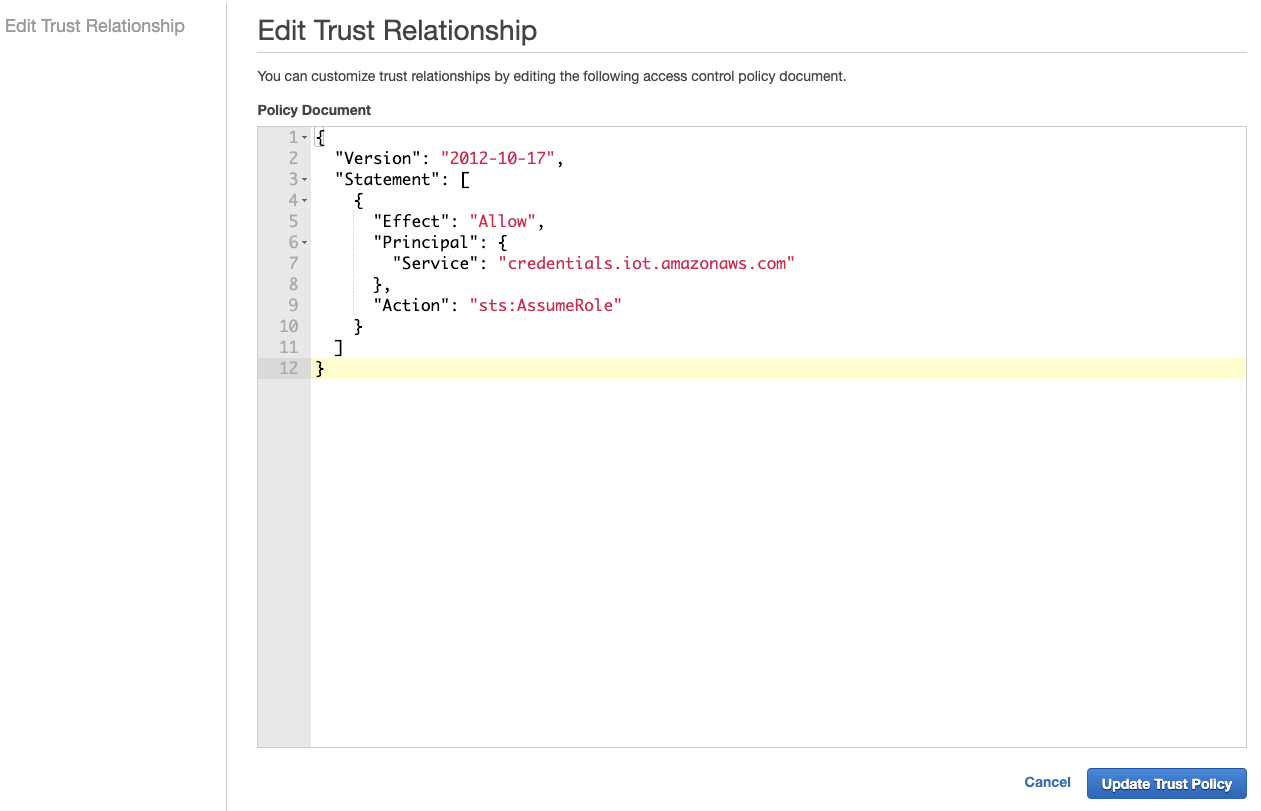 Edit Trust Relationship
Edit Trust Relationship
You can customize trust relationships by editing the following access control policy document.
Policy Document
1 {
2   "Version": "2012-10-17",
3   "Statement": [
4     {
5       "Effect": "Allow",
6       "Principal": {
7         "Service": "credentials.iot.amazonaws.com"
8       },
9       "Action": "sts:AssumeRole"
10     }
11   ]
12 }
Cancel Update Trust Policy